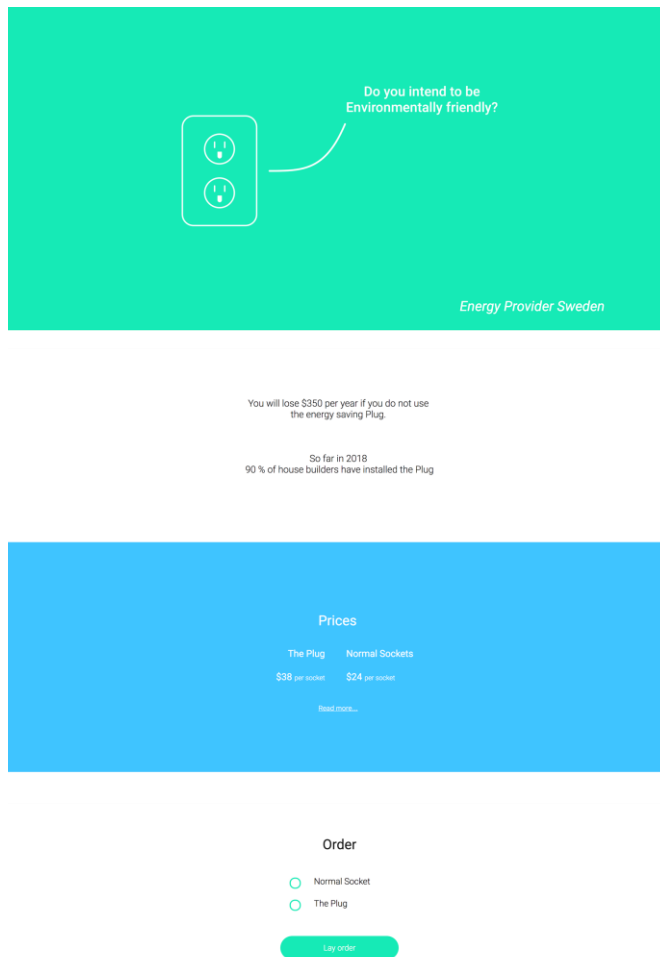 Do you intend to be
Environmentally friendly?
Energy Provider Sweden
You will lose $350 per year if you do not use
the energy saving Plug.
So far in 2018
90 % of house builders have installed the Plug
Prices
The Plug Normal Sockets
$38 per socket $24 per socket
Read more...
Order
Normal Socket
The Plug
Lay order